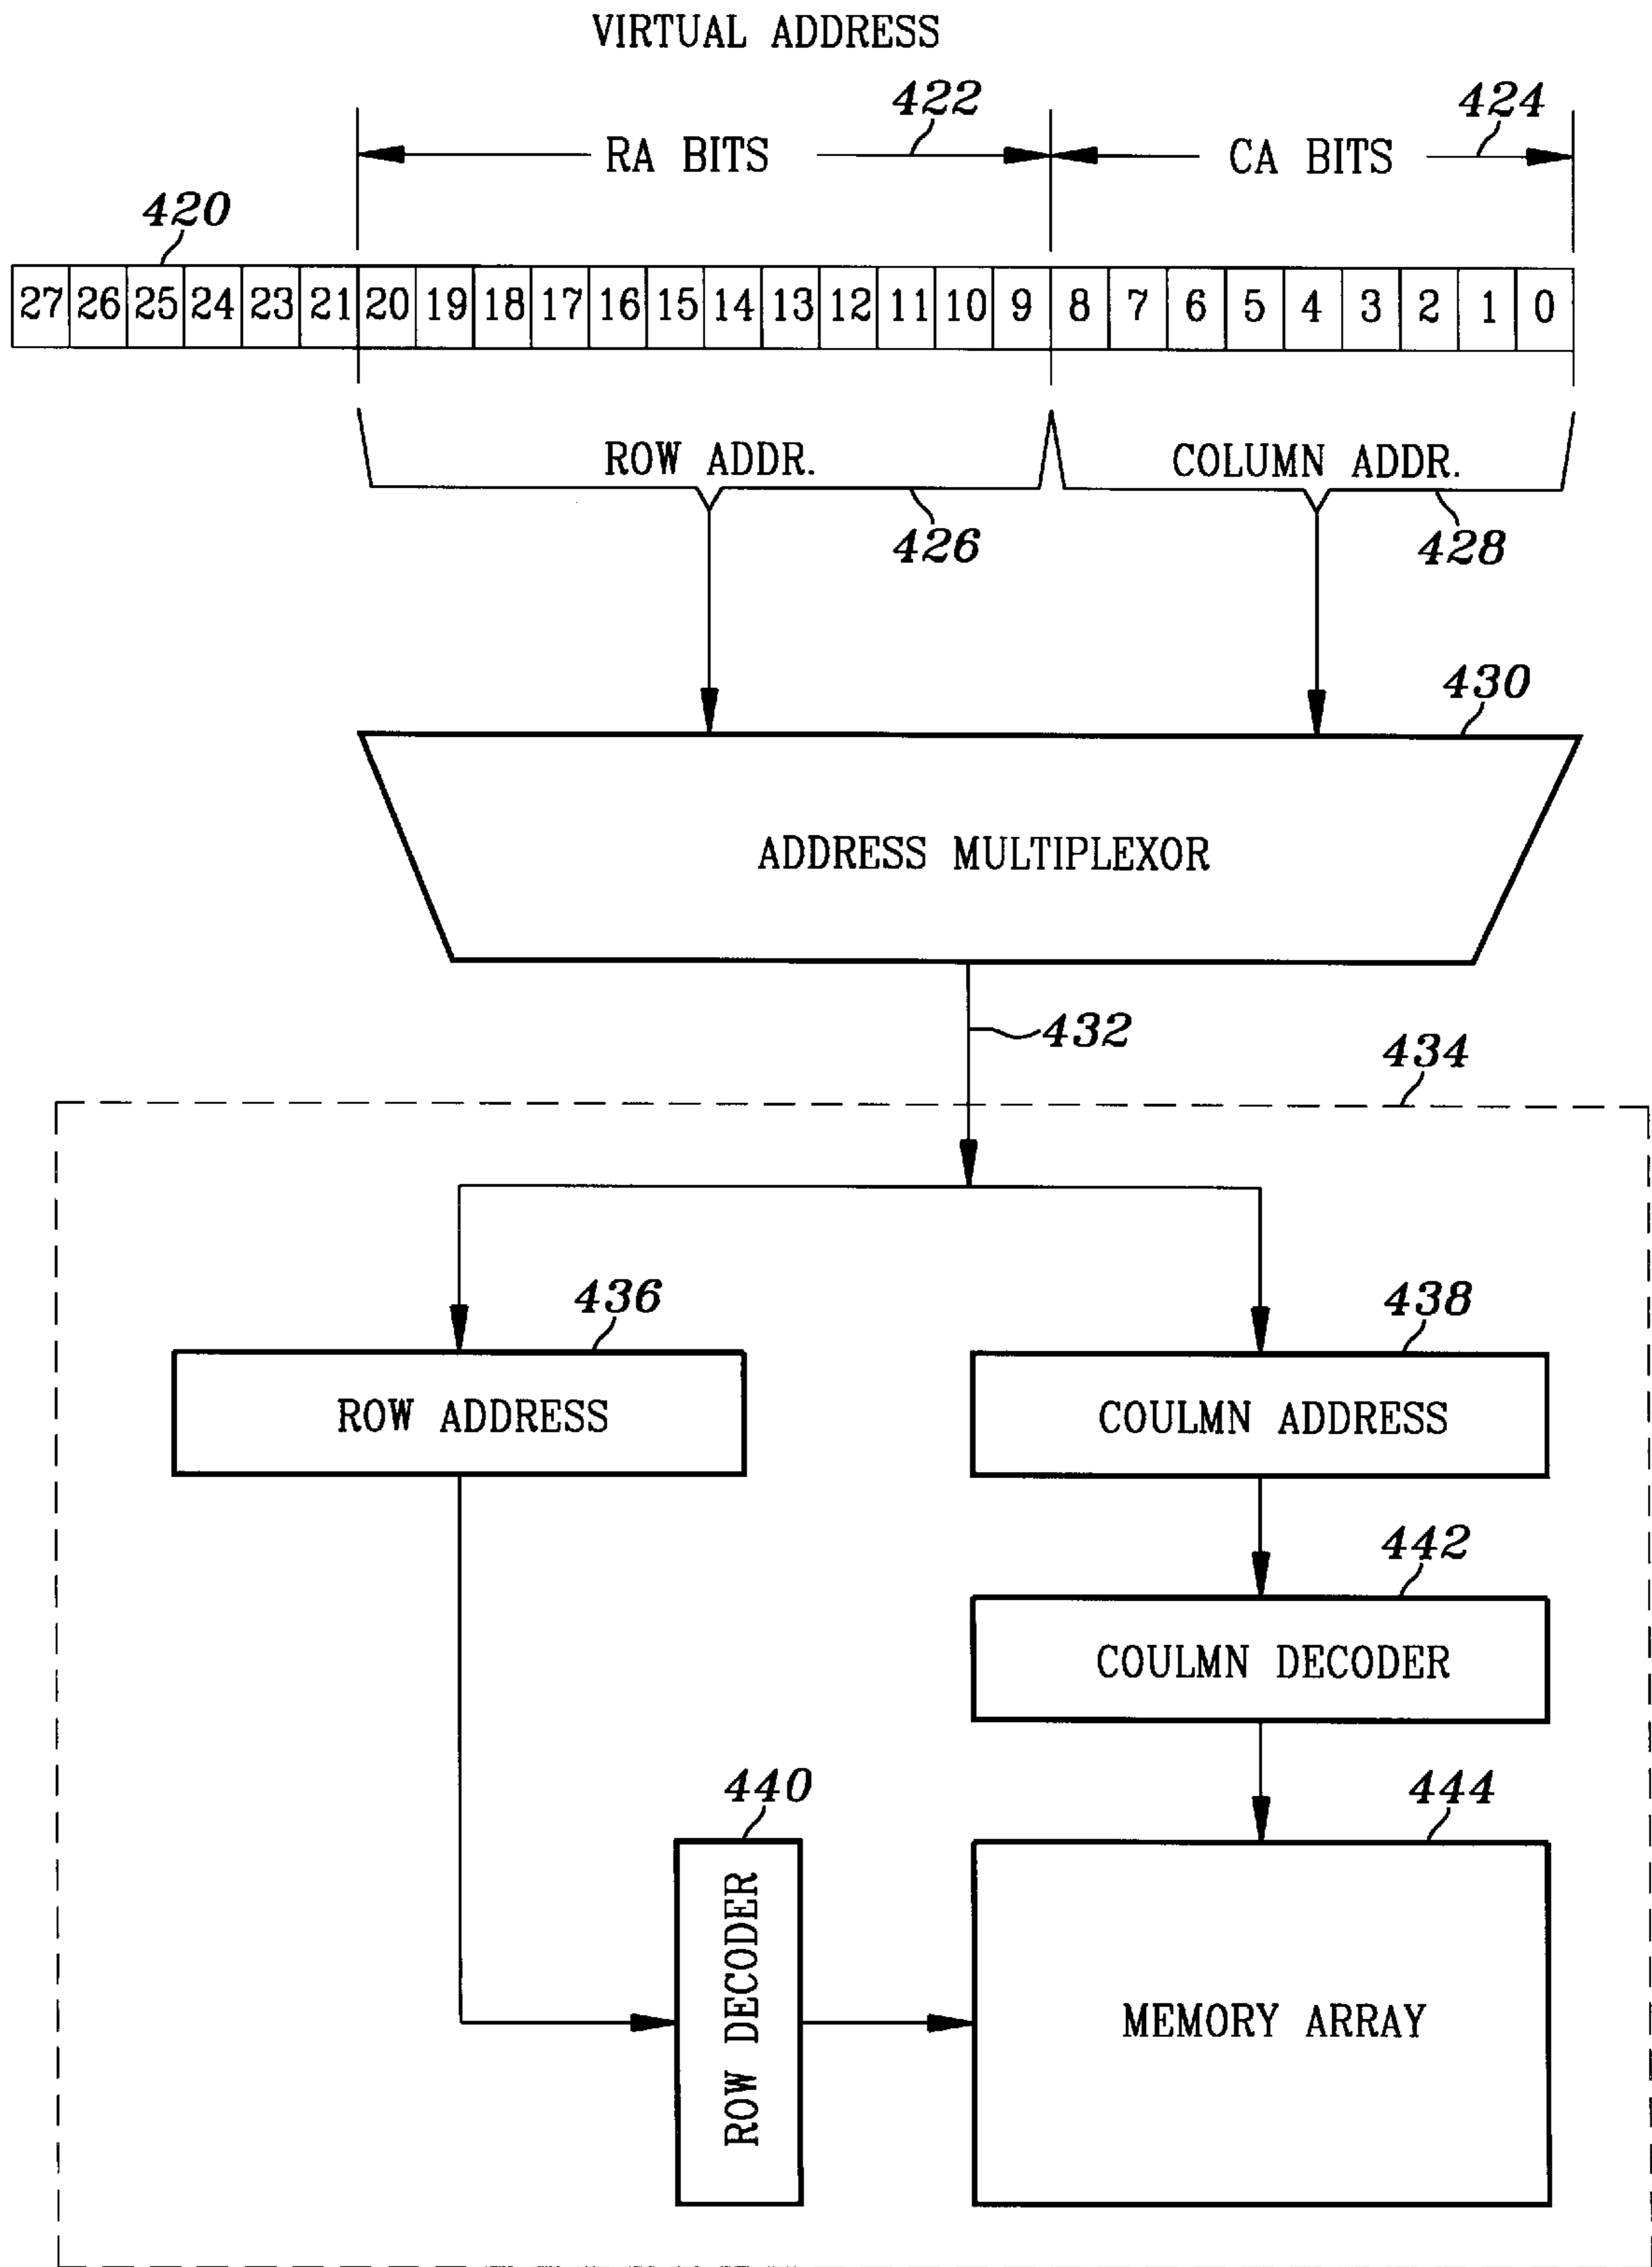 VIRTUAL ADDRESS
422
424
RA BITS
CA BITS
420
27 26 25 24 23 21 20 19 18 17 16 15 14 13 12 11 10 9 8 7 6 5 4 3 2 1 0
ROW ADDR.
COLUMN ADDR.
426
428
430
ADDRESS MULTIPLEXOR
432
434
436
438
ROW ADDRESS
COULMN ADDRESS
442
COULMN DECODER
440
444
ROW DECODER
MEMORY ARRAY